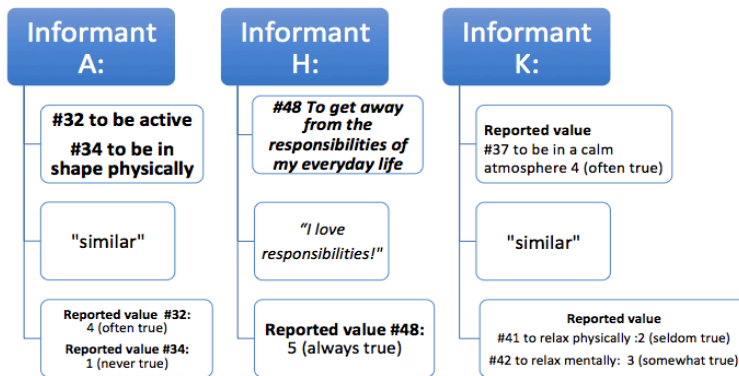 Informant
A:
#32 to be active
#34 to be in
shape physically
"similar"
Reported value #32:
4 (often true)
Reported value #34:
1 (never true)
Informant
H:
#48 To get away
from the
responsibilities of
my everyday life
“I love
responsibilities!"
Reported value #48:
5 (always true)
Informant
K:
Reported value
#37 to be in a calm
atmosphere 4 (often true)
"similar"
Reported value
#41 to relax physically :2 (seldom true)
#42 to relax mentally: 3 (somewhat true)